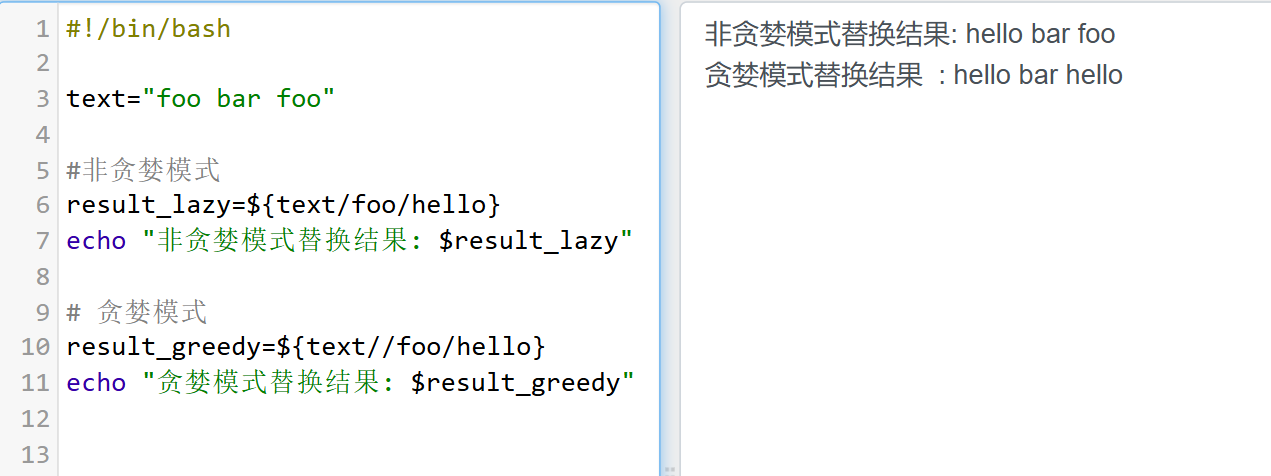 1 #!/bin/bash
2
3 text="foo bar foo"
4
5 #非贪婪模式
6 result_lazy=${text/foo/hello}
7 echo "非贪婪模式替换结果: $result_lazy"
8
9 # 贪婪模式
10 result_greedy=${text//foo/hello}
11 echo "贪婪模式替换结果: $result_greedy"
12
13
非贪婪模式替换结果: hello bar foo
贪婪模式替换结果 : hello bar hello